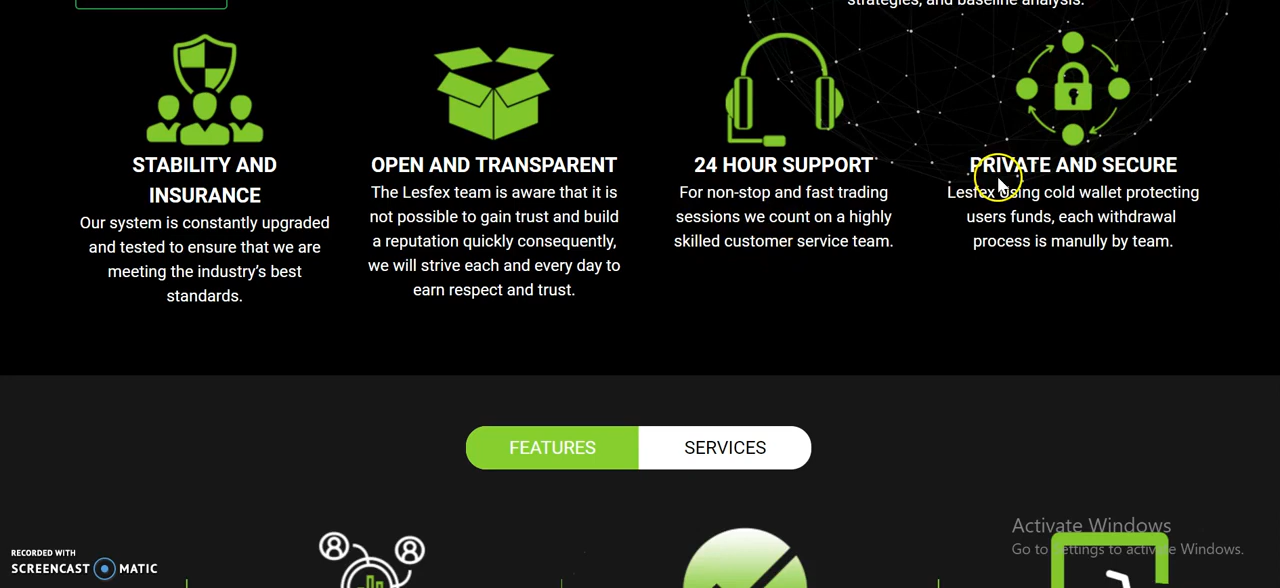 strategies, and baseline analysis.
STABILITY AND
INSURANCE
Our system is constantly upgraded
and tested to ensure that we are
meeting the industry's best
standards.
OPEN AND TRANSPARENT
The Lesfex team is aware that it is
not possible to gain trust and build
a reputation quickly consequently,
we will strive each and every day to
earn respect and trust.
24 HOUR SUPPORT
For non-stop and fast trading
sessions we count on a highly
skilled customer service team.
PRIVATE AND SECURE
Lesfex using cold wallet protecting
users funds, each withdrawal
process is manully by team.
FEATURES
SERVICES
Activate Windows
Go to Settings to activate Windows.
RECORDED WITH
SCREENCAST MATIC